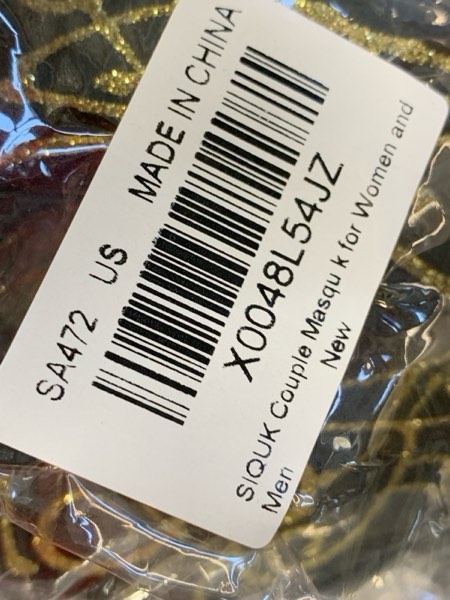 SA472 US MADE IN CHINA
X0048L54JZ
SIQUK Couple Masqu k for Women and
Men
New